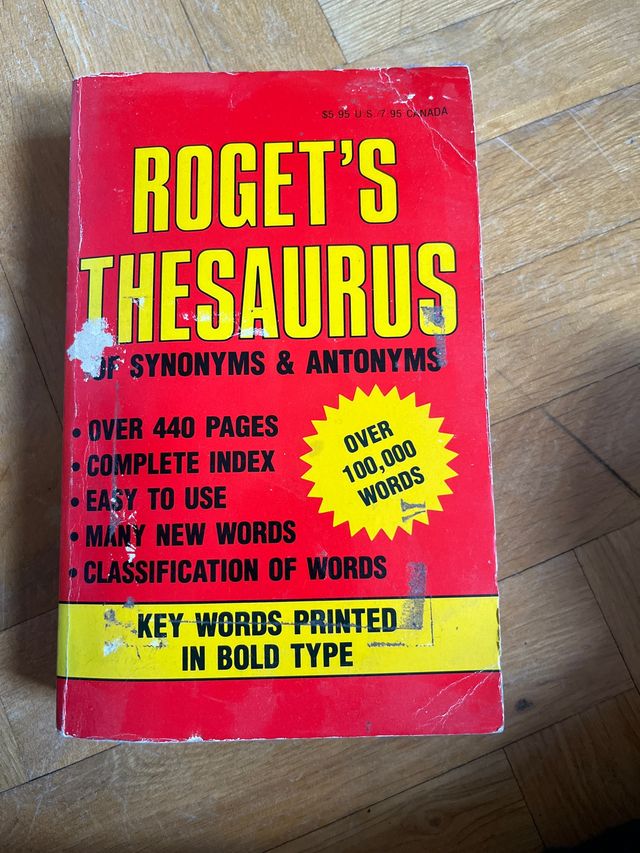 $5.95 U.S. / 7.95 CANADA
ROGET'S
THESAURUS
OF SYNONYMS & ANTONYMS
• OVER 440 PAGES
• COMPLETE INDEX
• EASY TO USE
• MANY NEW WORDS
• CLASSIFICATION OF WORDS
OVER
100,000
WORDS
KEY WORDS PRINTED
IN BOLD TYPE